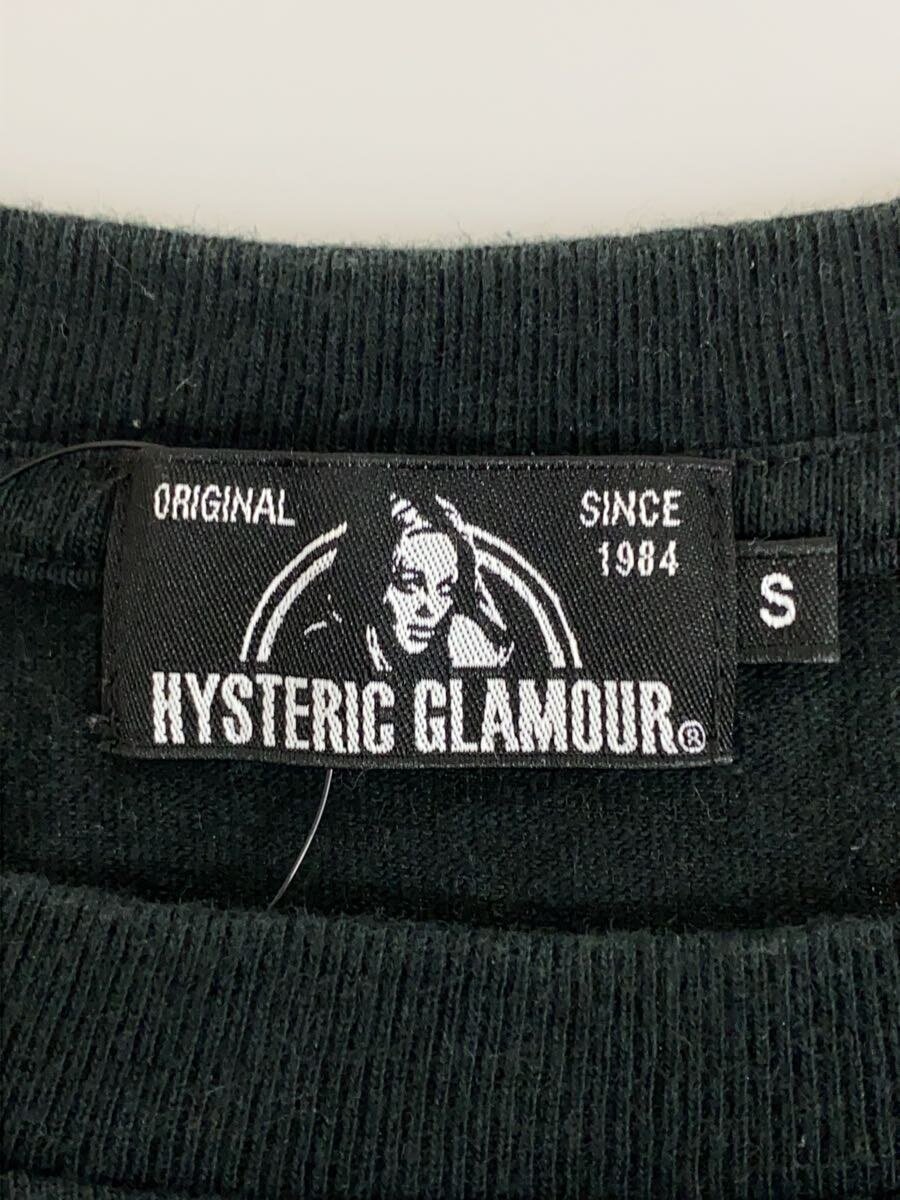 ORIGINAL
SINCE
1984
S
HYSTERIC GLAMOUR®